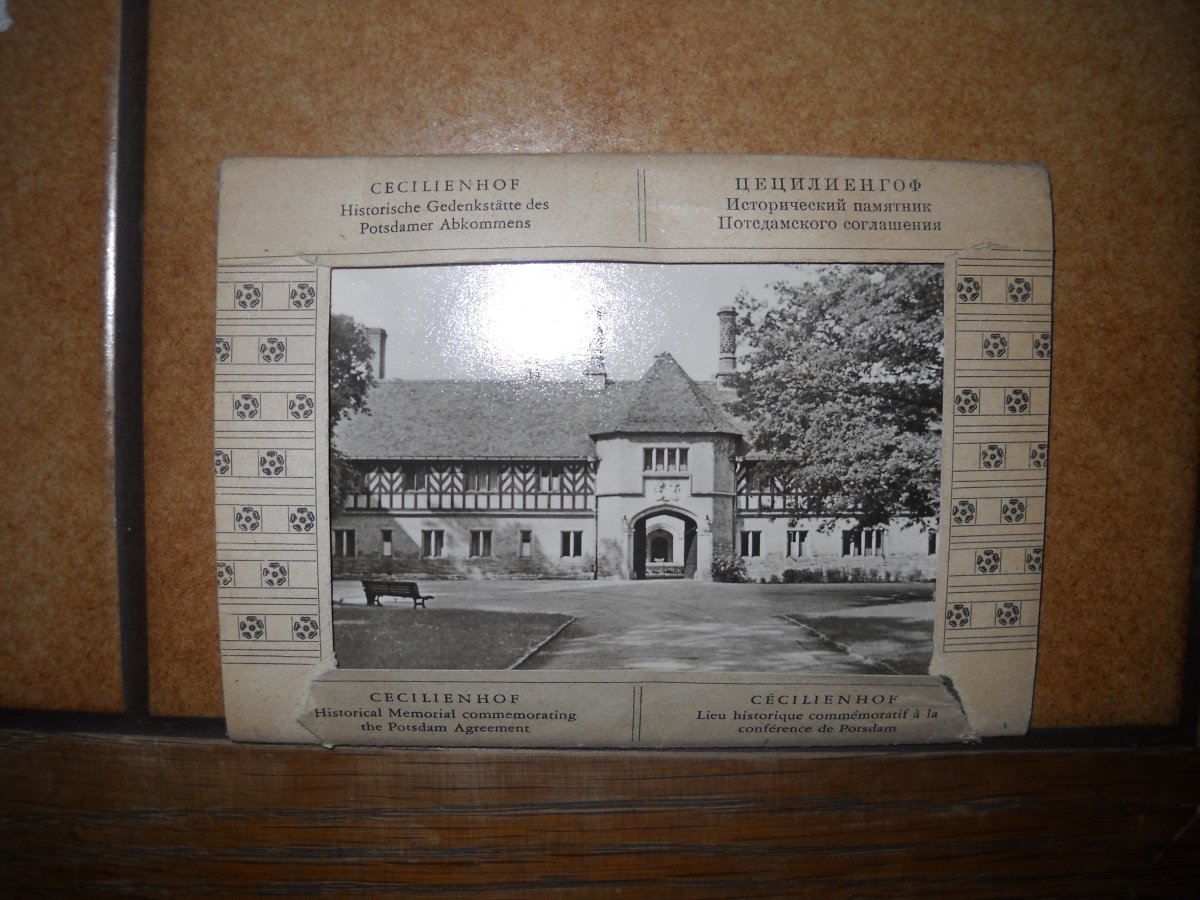 CECILIENHOF
Historische Gedenkstätte des
Potsdamer Abkommens
ЦЕЦИЛИЕНГОФ
Исторический памятник
Потсдамского соглашения
CECILIENHOF
Historical Memorial commemorating
the Potsdam Agreement
CÉCILIENHOF
Lieu historique commémoratif à la
conférence de Potsdam